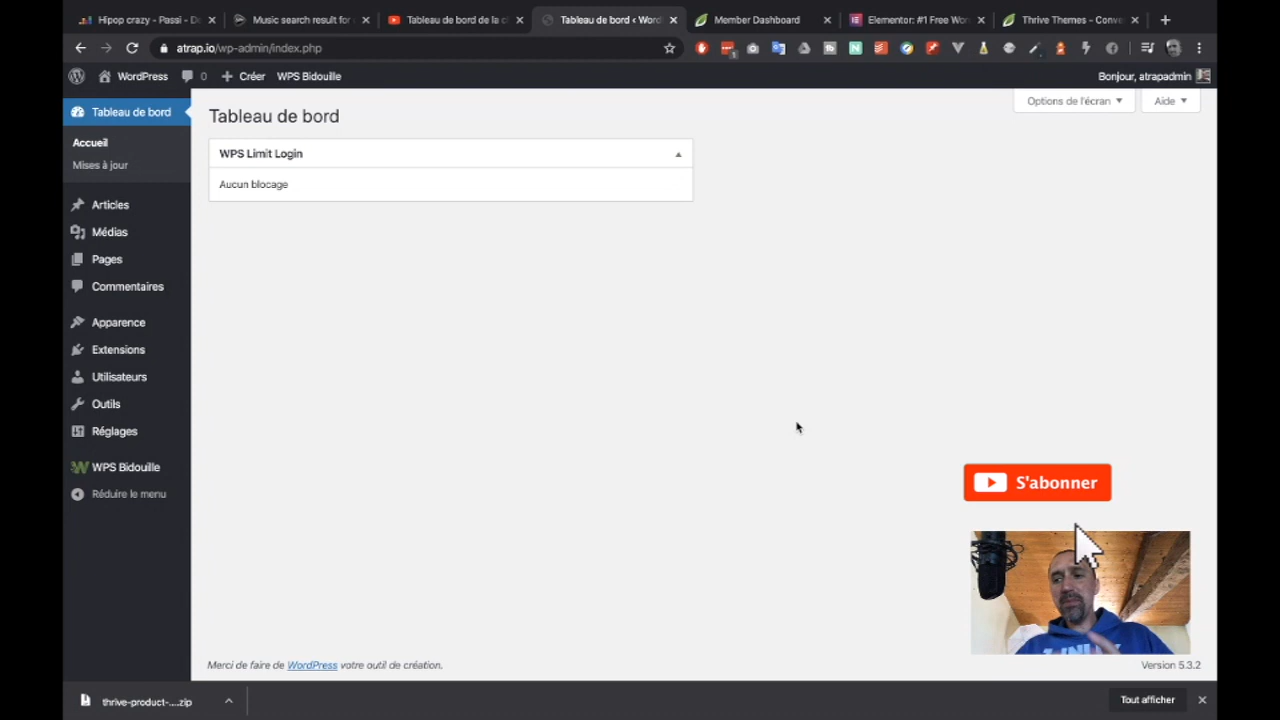 Hipop crazy - Passi - De
Music search result for
Tableau de bord de la c
Tableau de bord ‹ Word
Member Dashboard
Elementor: #1 Free Wor
Thrive Themes - Conve
atrap.io/wp-admin/index.php
WordPress 0 Créer WPS Bidouille
Bonjour, atrapadmin
Tableau de bord
Accueil
Mises à jour
Articles
Médias
Pages
Commentaires
Apparence
Extensions
Utilisateurs
Outils
Réglages
WPS Bidouille
Réduire le menu
Options de l'écran
Aide
Tableau de bord
WPS Limit Login
Aucun blocage
S'abonner
Merci de faire de WordPress votre outil de création.
Version 5.3.2
thrive-product-....zip
Tout afficher